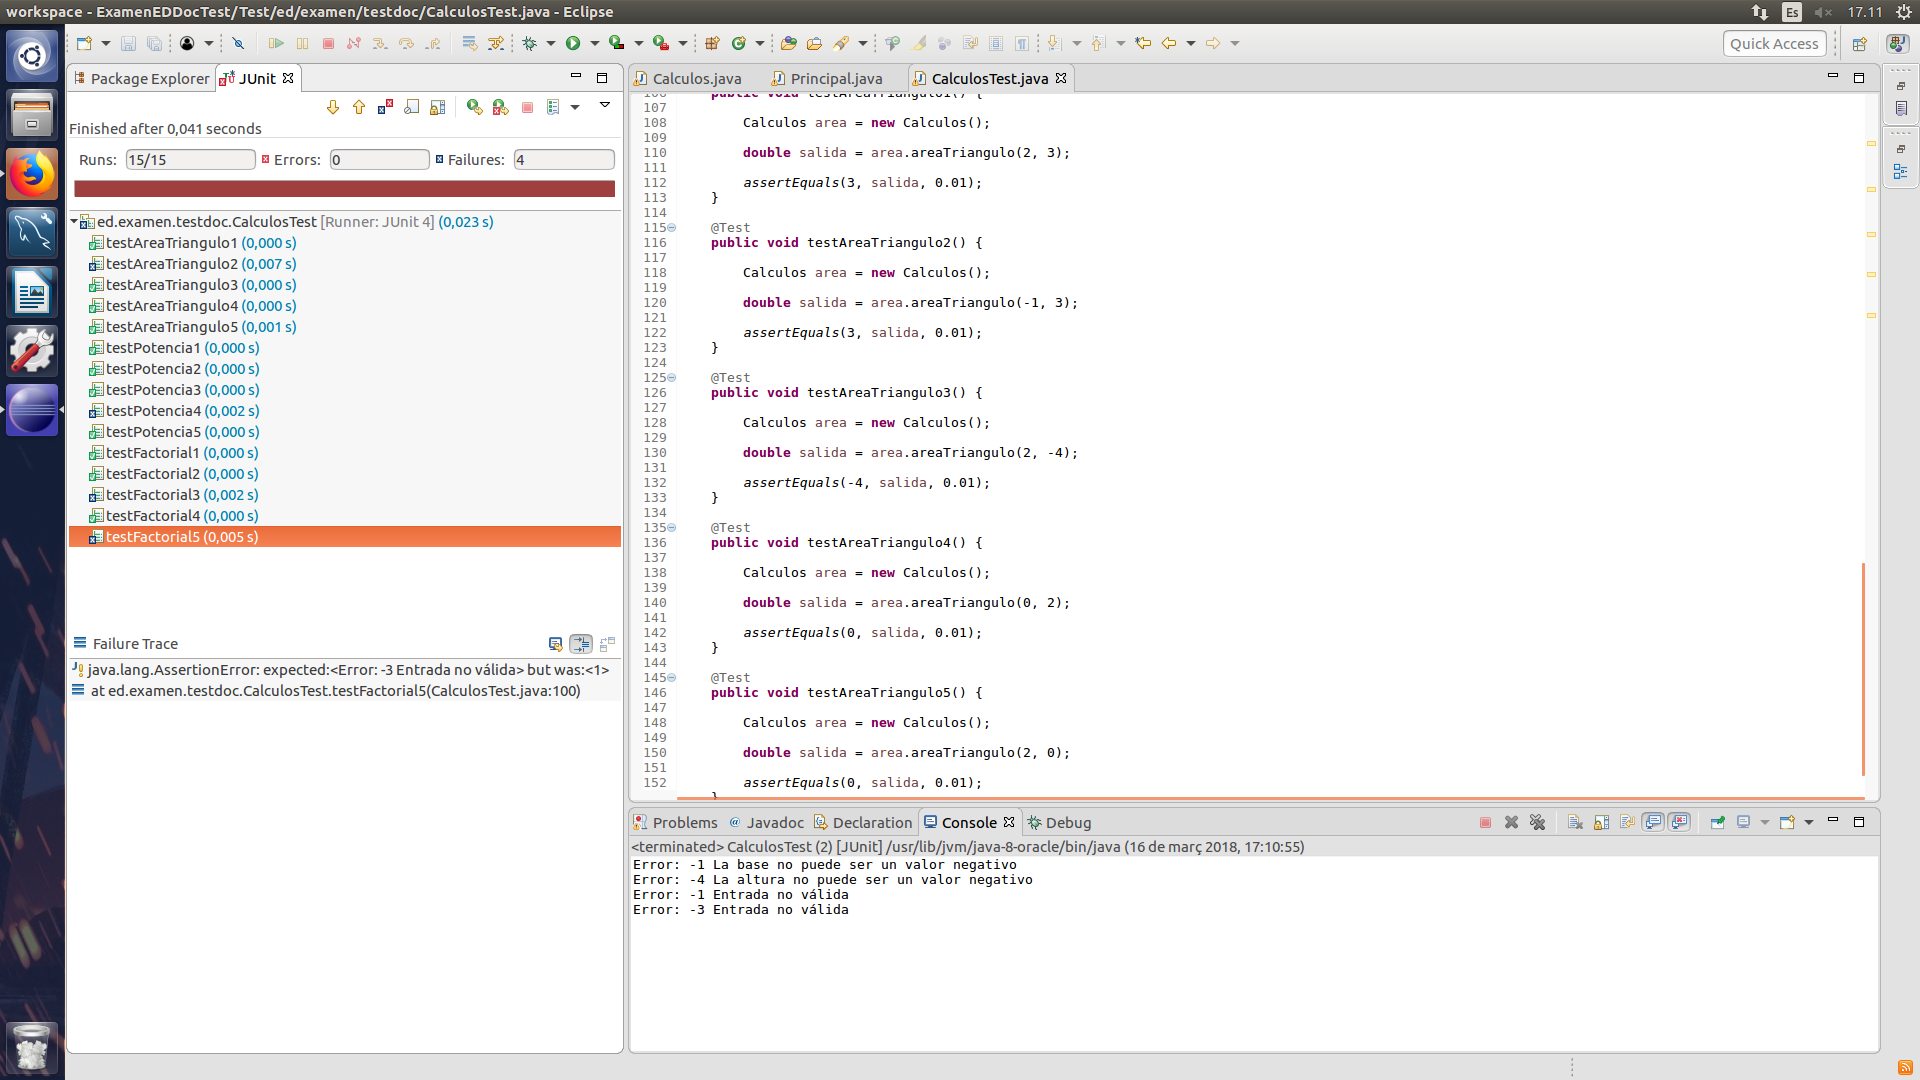 workspace - ExamenEDDocTest/Test/ed/examen/testdoc/CalculosTest.java - Eclipse
Es
17.11
Quick Access
Package Explorer
JUnit
Finished after 0,041 seconds
Runs: 15/15 Errors: 0 Failures: 4
ed.examen.testdoc.CalculosTest [Runner: JUnit 4] (0,023 s)
testAreaTriangulo1 (0,000 s)
testAreaTriangulo2 (0,007 s)
testAreaTriangulo3 (0,000 s)
testAreaTriangulo4 (0,000 s)
testAreaTriangulo5 (0,001 s)
testPotencia1 (0,000 s)
testPotencia2 (0,000 s)
testPotencia3 (0,000 s)
testPotencia4 (0,002 s)
testPotencia5 (0,000 s)
testFactorial1 (0,000 s)
testFactorial2 (0,000 s)
testFactorial3 (0,002 s)
testFactorial4 (0,000 s)
testFactorial5 (0,005 s)
Failure Trace
java.lang.AssertionError: expected:<Error: -3 Entrada no válida> but was:<1>
at ed.examen.testdoc.CalculosTest.testFactorial5(CalculosTest.java:100)
Calculos.java
Principal.java
CalculosTest.java
106 public void testAreaTriangulo1() {
107
108 Calculos area = new Calculos();
109
110 double salida = area.areaTriangulo(2, 3);
111
112 assertEquals(3, salida, 0.01);
113 }
114
115 @Test
116 public void testAreaTriangulo2() {
117
118 Calculos area = new Calculos();
119
120 double salida = area.areaTriangulo(-1, 3);
121
122 assertEquals(3, salida, 0.01);
123 }
124
125 @Test
126 public void testAreaTriangulo3() {
127
128 Calculos area = new Calculos();
129
130 double salida = area.areaTriangulo(2, -4);
131
132 assertEquals(-4, salida, 0.01);
133 }
134
135 @Test
136 public void testAreaTriangulo4() {
137
138 Calculos area = new Calculos();
139
140 double salida = area.areaTriangulo(0, 2);
141
142 assertEquals(0, salida, 0.01);
143 }
144
145 @Test
146 public void testAreaTriangulo5() {
147
148 Calculos area = new Calculos();
149
150 double salida = area.areaTriangulo(2, 0);
151
152 assertEquals(0, salida, 0.01);
}
Problems
Javadoc
Declaration
Console
Debug
<terminated> CalculosTest (2) [JUnit] /usr/lib/jvm/java-8-oracle/bin/java (16 de març 2018, 17:10:55)
Error: -1 La base no puede ser un valor negativo
Error: -4 La altura no puede ser un valor negativo
Error: -1 Entrada no válida
Error: -3 Entrada no válida